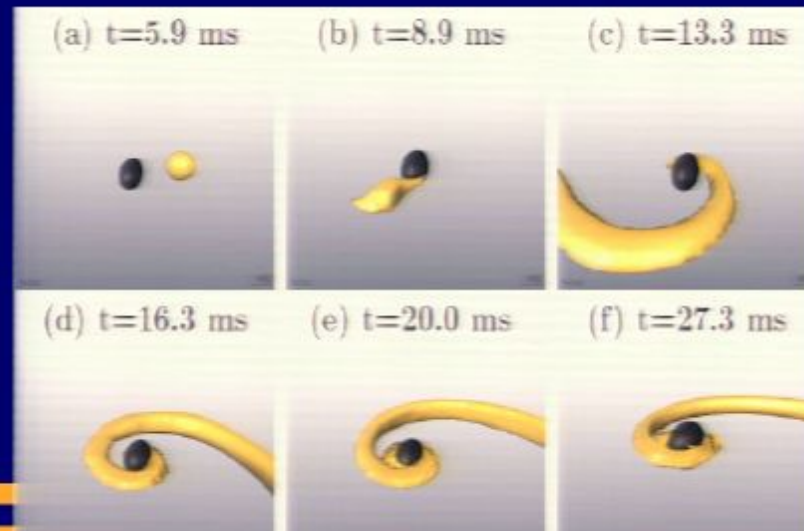 (a) t=5.9 ms
(b) t=8.9 ms
(c) t=13.3 ms
(d) t=16.3 ms
(e) t=20.0 ms
(f) t=27.3 ms